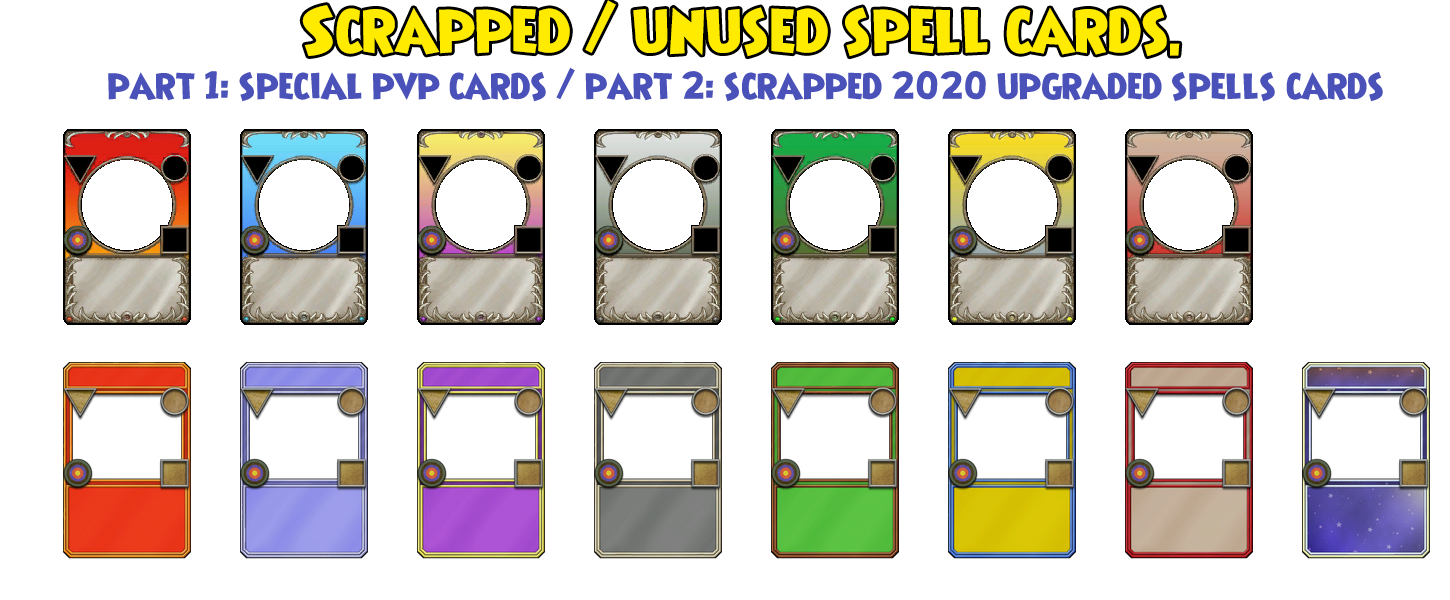 SCRAPPED / UNUSED SPELL CARDS.
PART 1: SPECIAL PVP CARDS / PART 2: SCRAPPED 2020 UPGRADED SPELLS CARDS